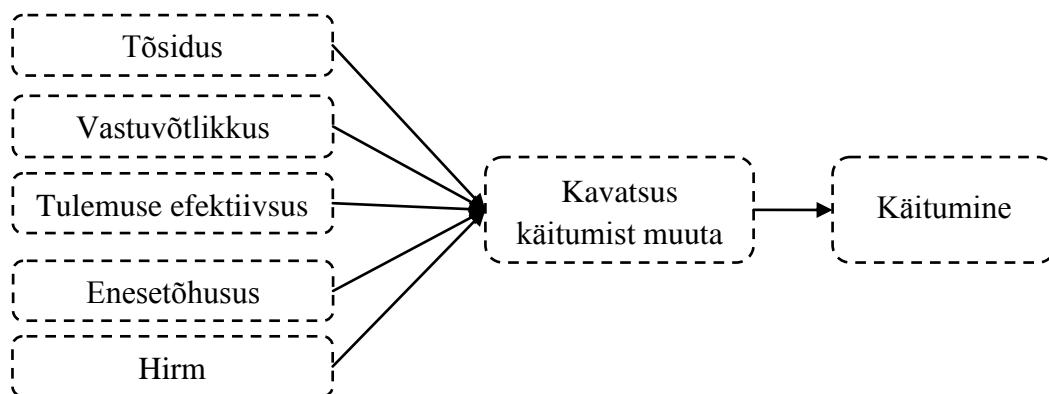 Tõsidus
Vastuvõtlikkus
Tulemuse efektiivsus
Enesetõhusus
Hirm
Kavatsus
käitumist muuta
Käitumine